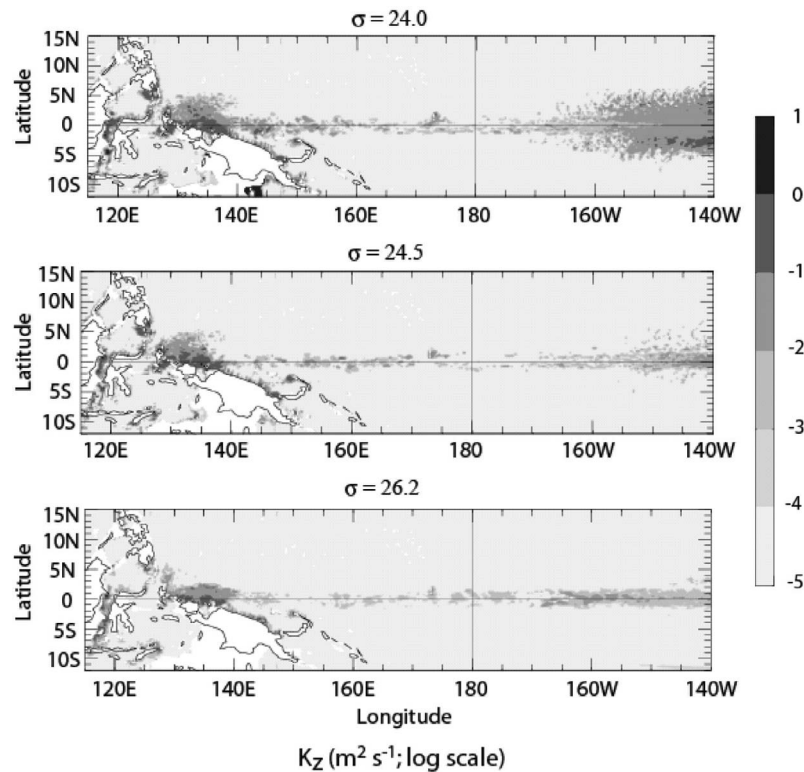 σ = 24.0
15N
10N
5N
0
5S
10S
Latitude
120E 140E 160E 180 160W 140W
σ = 24.5
15N
10N
5N
0
5S
10S
Latitude
120E 140E 160E 180 160W 140W
σ = 26.2
15N
10N
5N
0
5S
10S
Latitude
120E 140E 160E 180 160W 140W
Longitude
1
0
-1
-2
-3
-4
-5
KZ (m² s⁻¹; log scale)